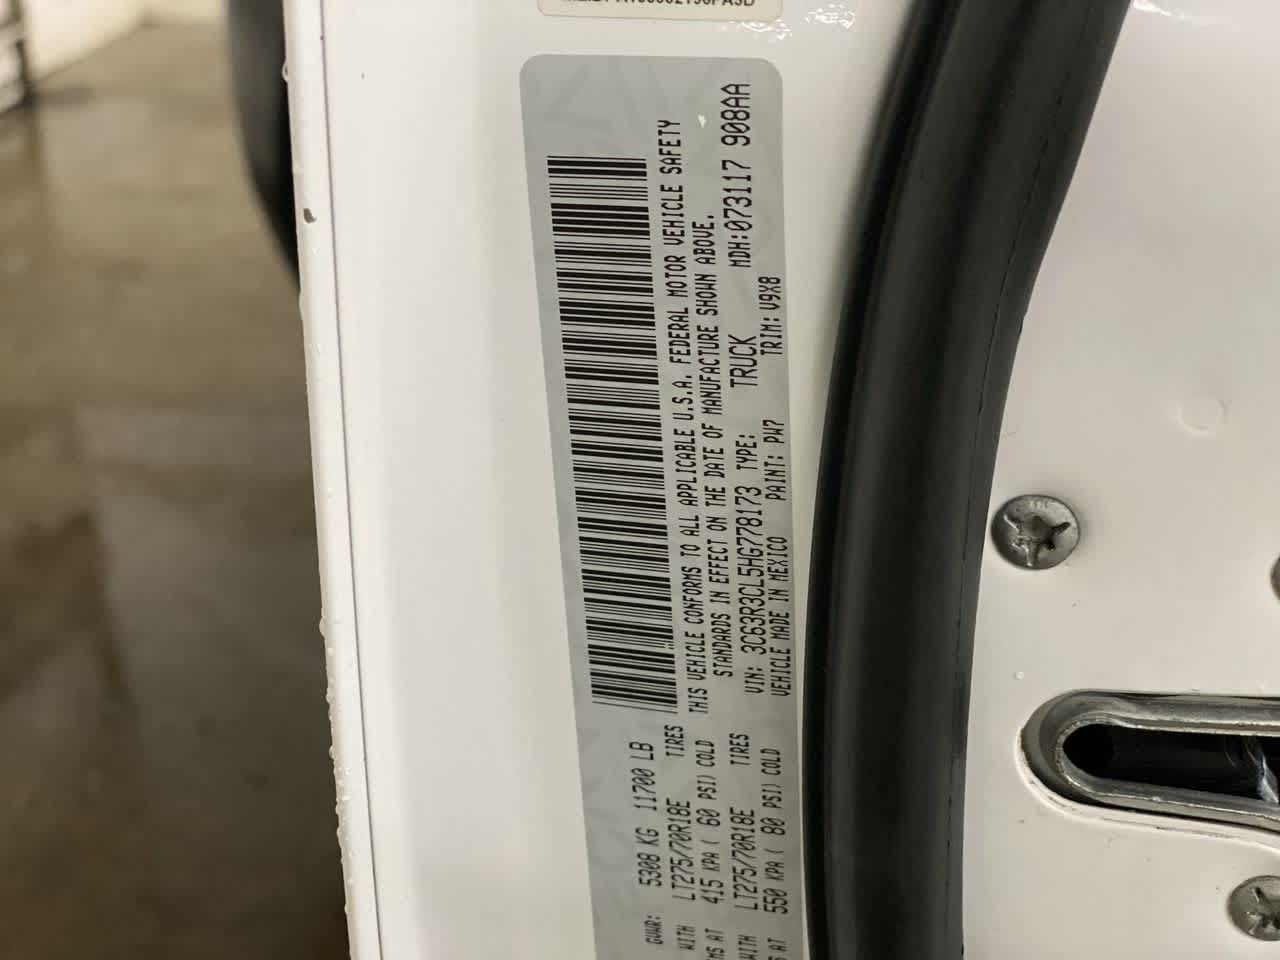 GVWR: 5308 KG 11700 LB
WITH LT275/70R18E TIRES
AT 415 KPA ( 60 PSI) COLD
WITH LT275/70R18E TIRES
AT 550 KPA ( 80 PSI) COLD
THIS VEHICLE CONFORMS TO ALL APPLICABLE U.S.A. FEDERAL MOTOR VEHICLE SAFETY
STANDARDS IN EFFECT ON THE DATE OF MANUFACTURE SHOWN ABOVE.
VIN: 3C63R3CL5HG778173 TYPE: TRUCK MDH:073117 908AA
VEHICLE MADE IN MEXICO PAINT: PW7 TRIM: V9X8